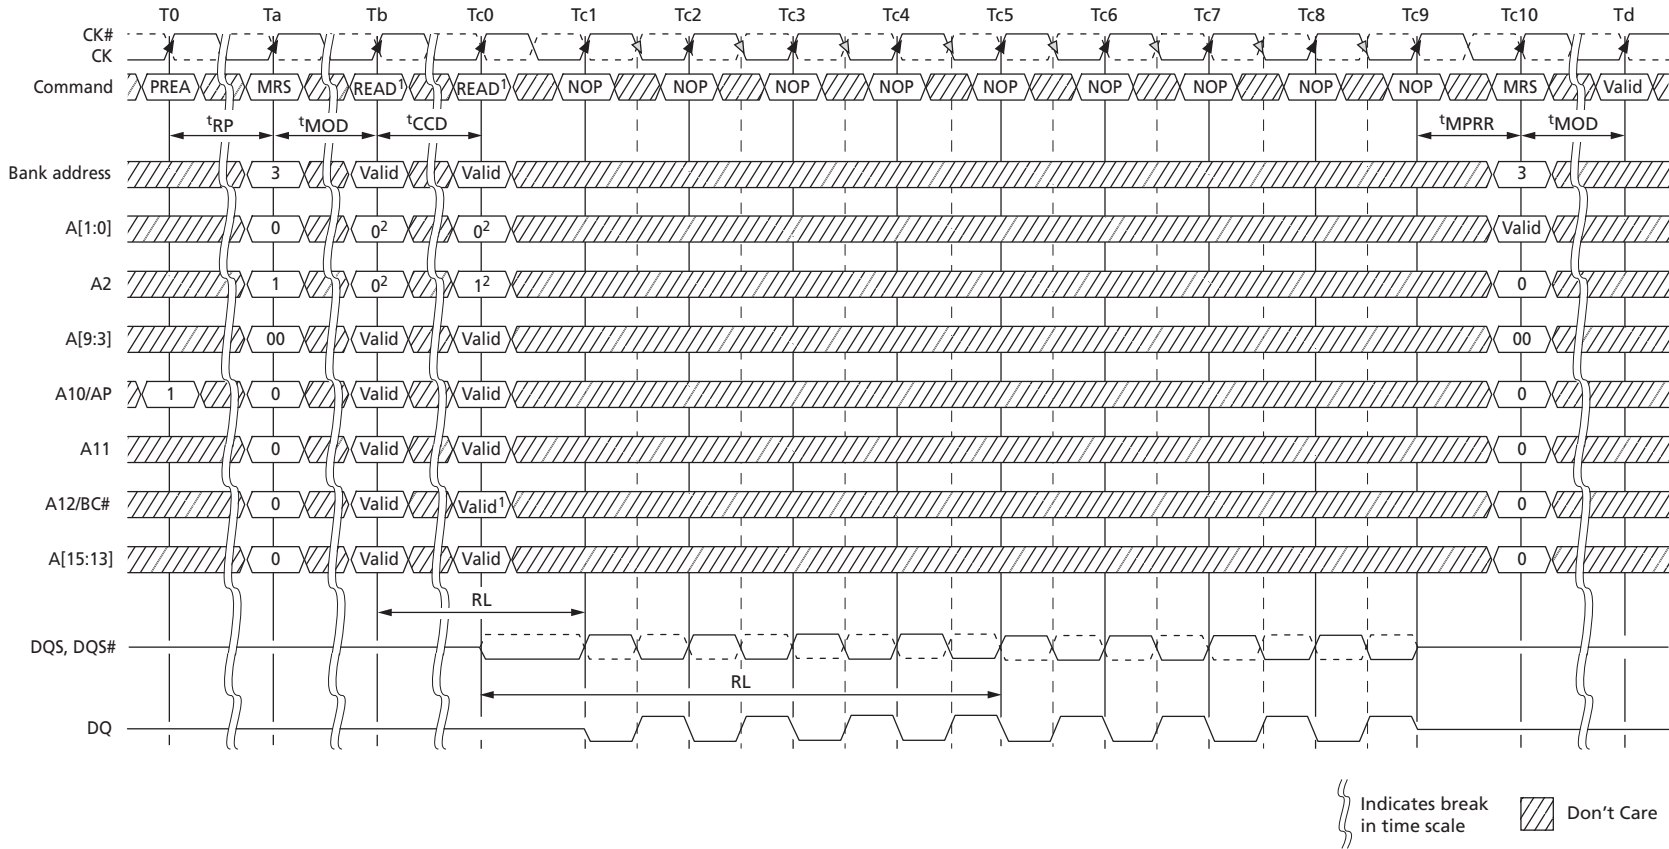 T0 Ta Tb Tc0 Tc1 Tc2 Tc3 Tc4 Tc5 Tc6 Tc7 Tc8 Tc9 Tc10 Td
CK#
CK
Command PREA MRS READ¹ READ¹ NOP NOP NOP NOP NOP NOP NOP NOP NOP MRS Valid
ᵗRP ᵗMOD ᵗCCD ᵗMPRR ᵗMOD
Bank address 3 Valid Valid 3
A[1:0] 0 0² 0² Valid
A2 1 0² 1² 0
A[9:3] 00 Valid Valid 00
A10/AP 1 0 Valid Valid 0
A11 0 Valid Valid 0
A12/BC# 0 Valid Valid¹ 0
A[15:13] 0 Valid Valid 0
RL
DQS, DQS#
RL
DQ
Indicates break
in time scale
Don't Care